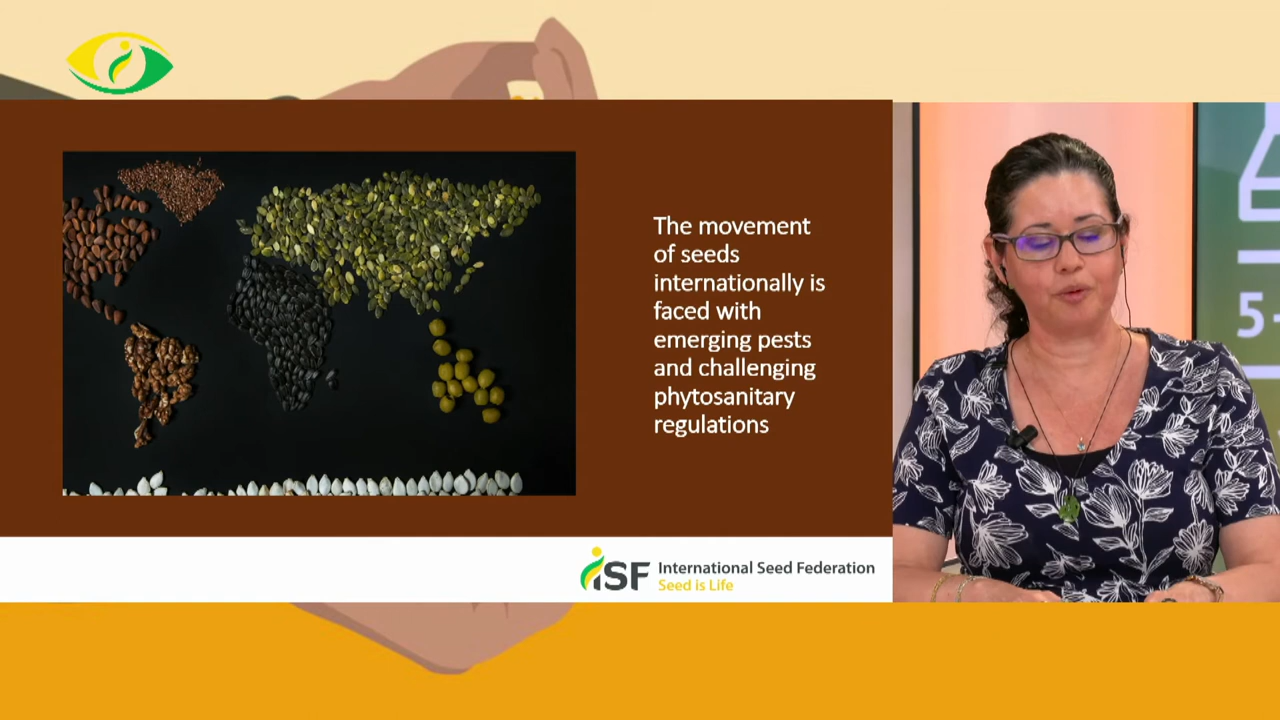 The movement
of seeds
internationally is
faced with
emerging pests
and challenging
phytosanitary
regulations
iSF International Seed Federation
Seed is Life
5-